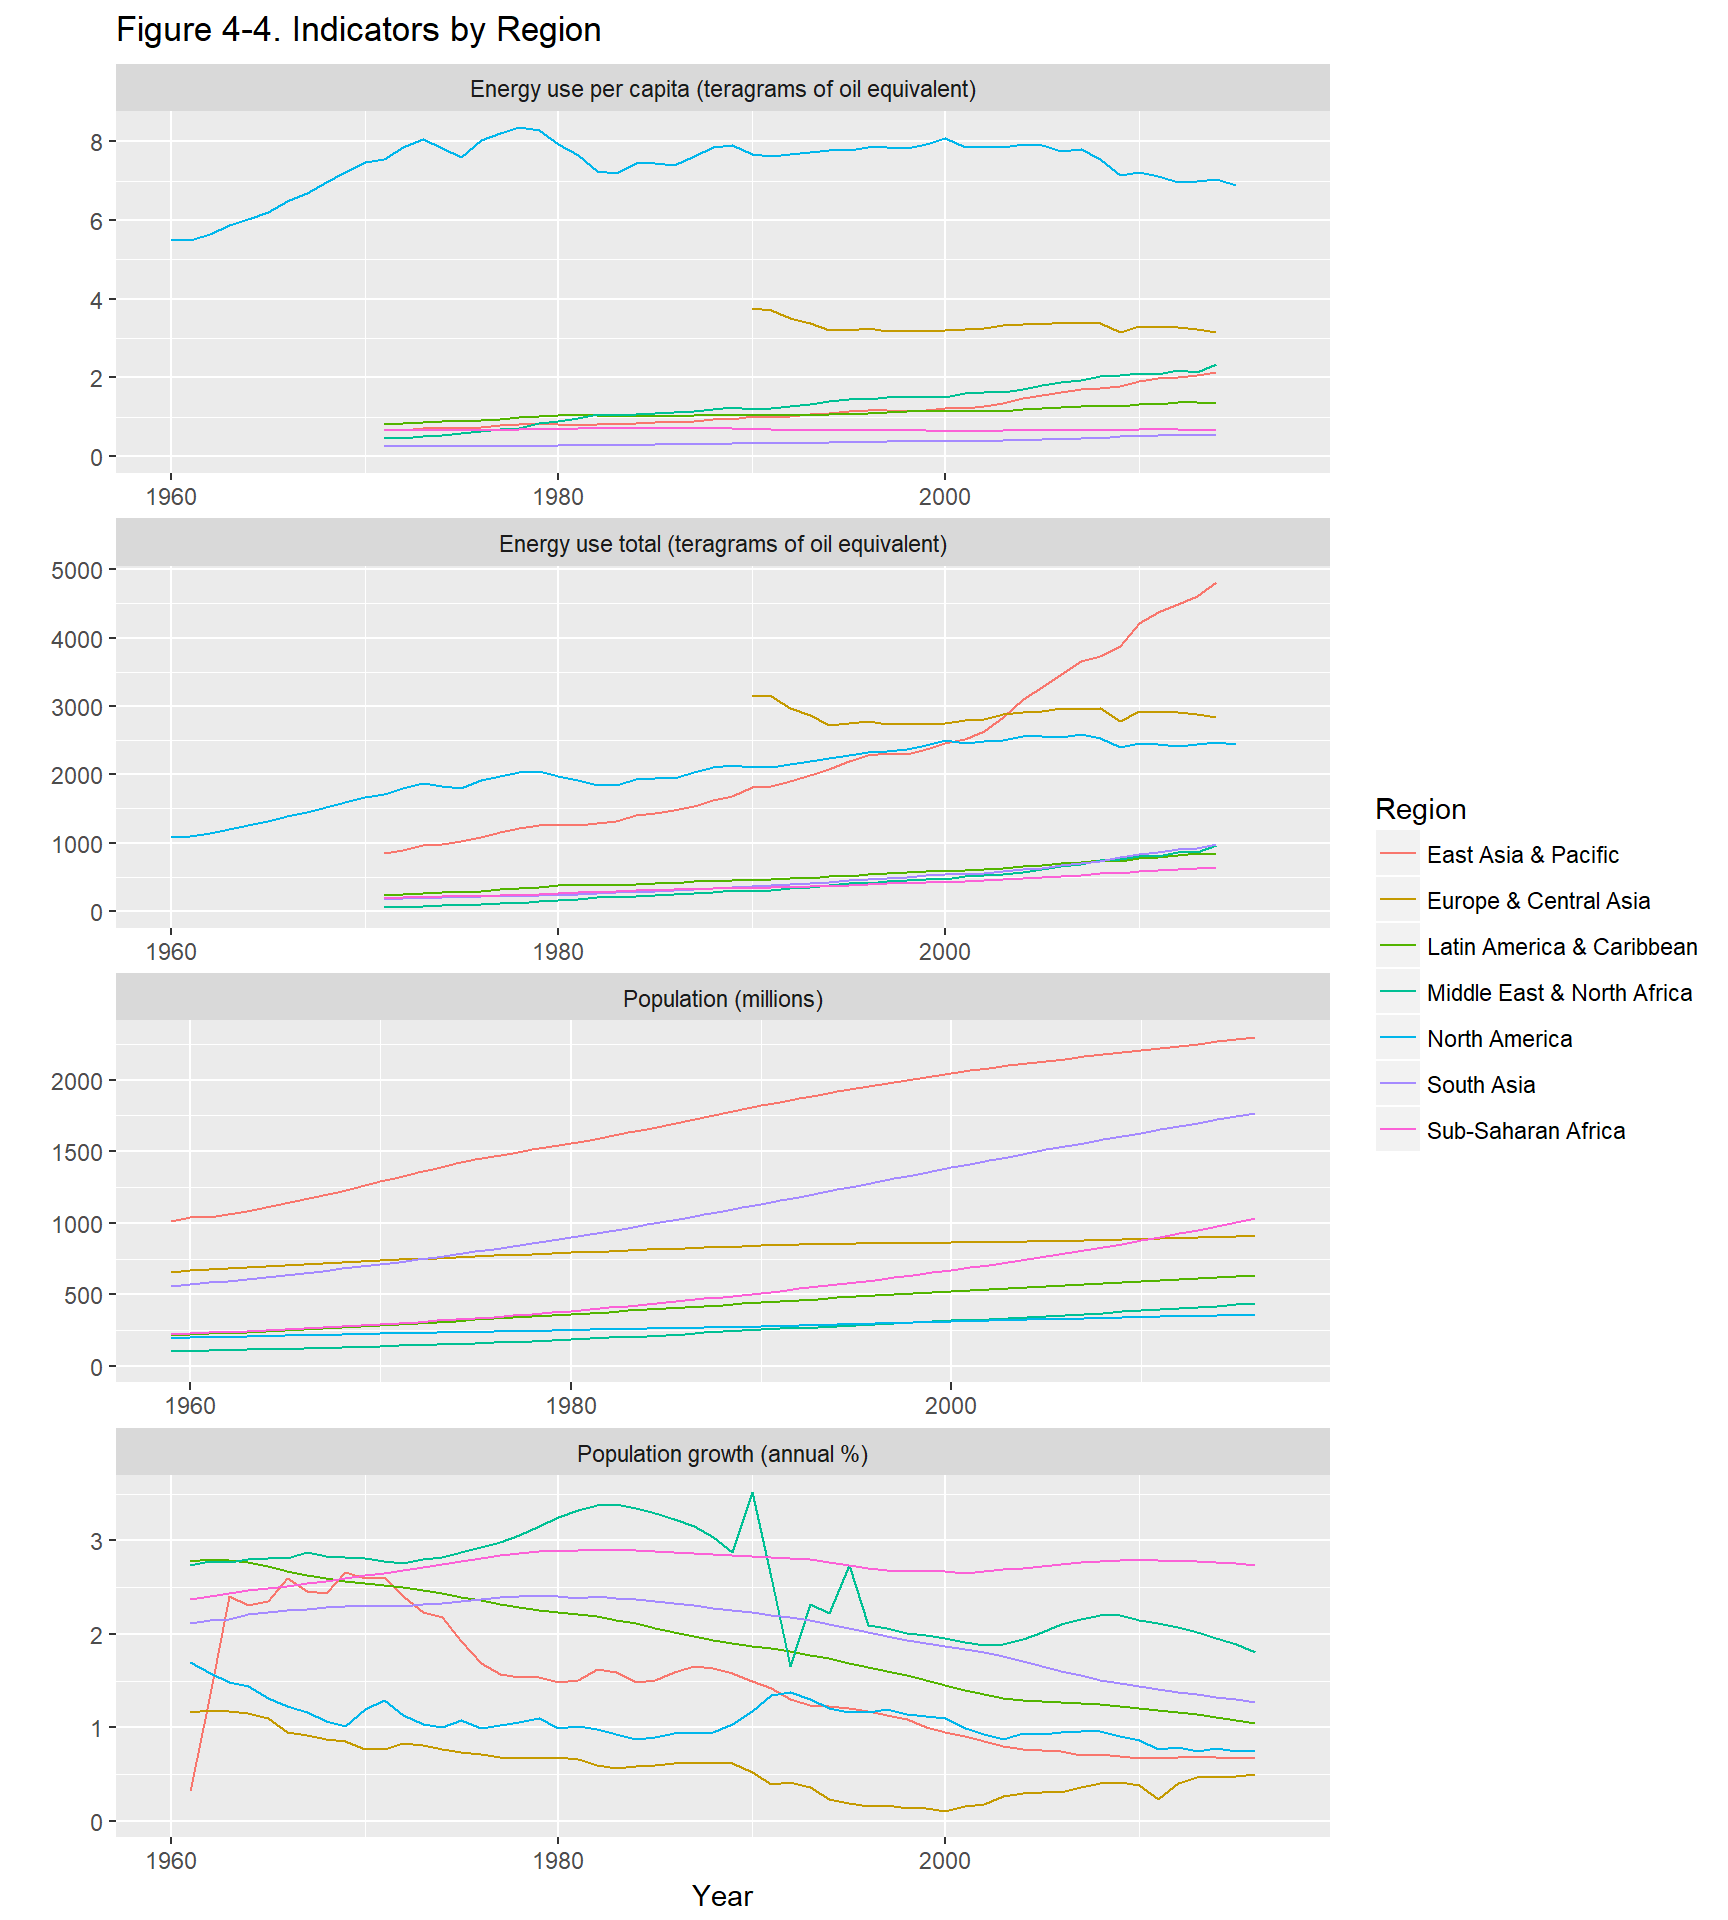 Figure 4-4. Indicators by Region
Energy use per capita (teragrams of oil equivalent)
8
6
4
2
0
1960 1980 2000
Energy use total (teragrams of oil equivalent)
5000
4000
3000
2000
1000
0
1960 1980 2000
Population (millions)
2000
1500
1000
500
0
1960 1980 2000
Population growth (annual %)
3
2
1
0
1960 1980 2000
Year
Region
East Asia & Pacific
Europe & Central Asia
Latin America & Caribbean
Middle East & North Africa
North America
South Asia
Sub-Saharan Africa